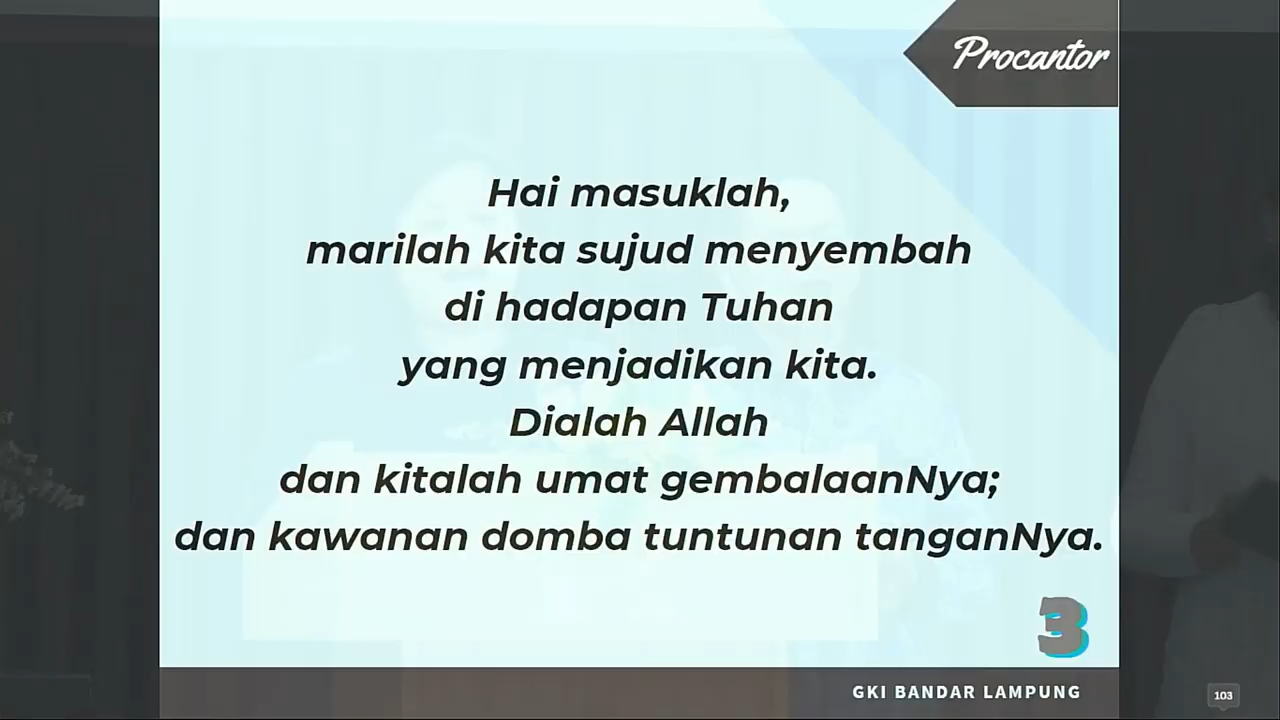 Procantor
Hai masuklah,
marilah kita sujud menyembah
di hadapan Tuhan
yang menjadikan kita.
Dialah Allah
dan kitalah umat gembalaanNya;
dan kawanan domba tuntunan tanganNya.
3
GKI BANDAR LAMPUNG
103